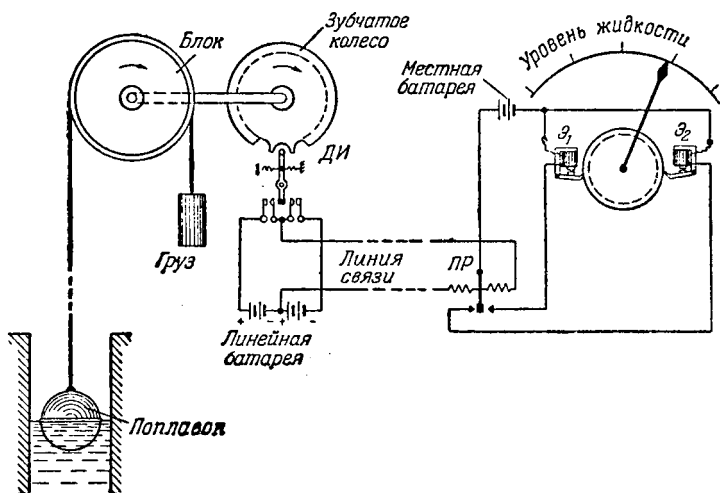 Блок
Зубчатое
колесо
Груз
ДИ
Линия
связи
Линейная
батарея
+ − + −
Поплавок
Местная
батарея
Уровень жидкости
Э1
Э2
ПР